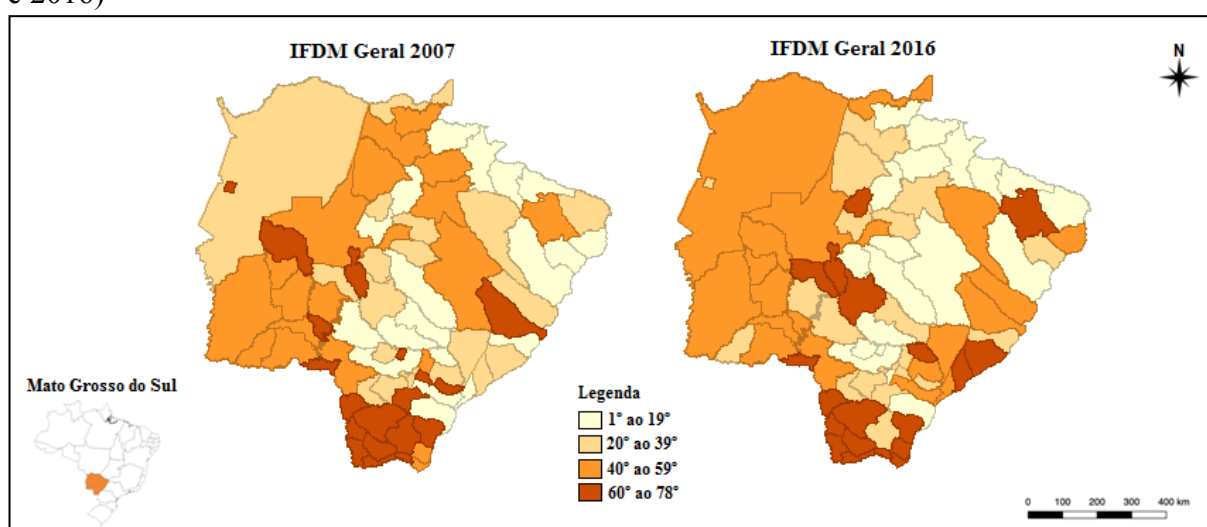 c 2016)
IFDM Geral 2007
IFDM Geral 2016
N
Mato Grosso do Sul
Legenda
1° ao 19°
20° ao 39°
40° ao 59°
60° ao 78°
0 100 200 300 400 km